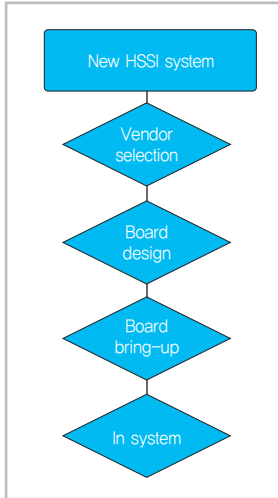 New HSSI system
Vendor
selection
Board
design
Board
bring-up
In system